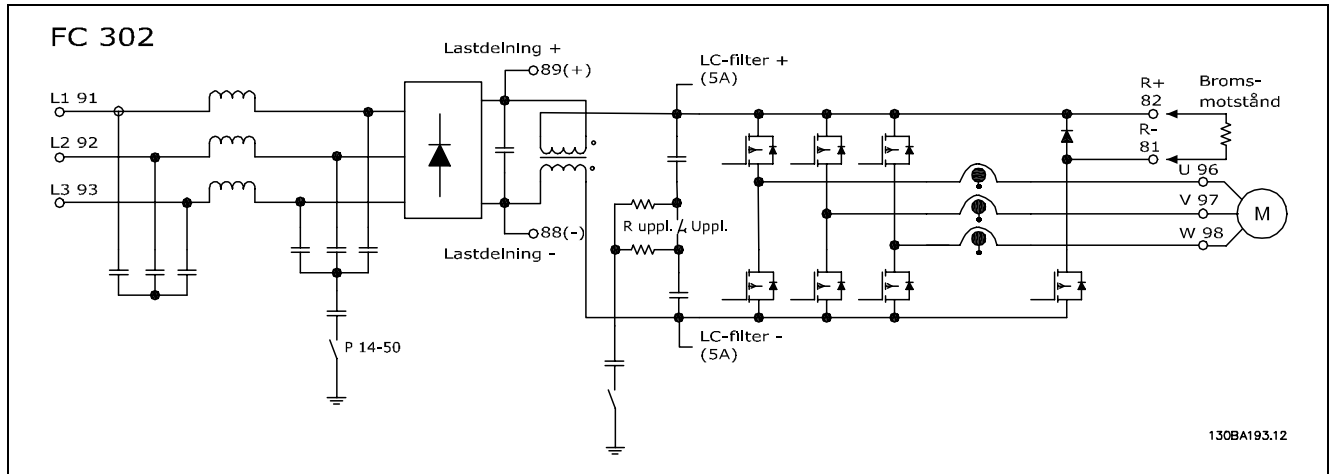 FC 302
Lastdelning +
89(+)
LC-filter +
(5A)
R+
82
Broms-
motstånd
R-
81
L1 91
L2 92
L3 93
U 96
V 97
W 98
M
R uppl.
Uppl.
88(-)
Lastdelning -
P 14-50
LC-filter -
(5A)
130BA193.12